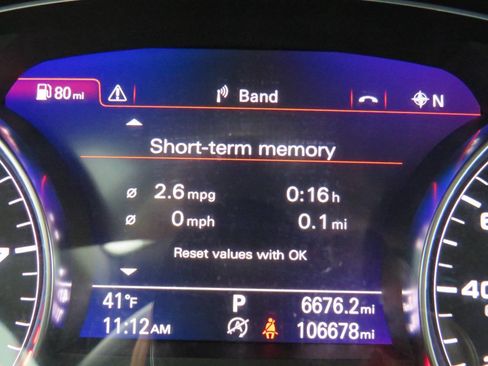 80 mi Band N
Short-term memory
ø 2.6 mpg 0:16 h
ø 0 mph 0.1 mi
Reset values with OK
41°F P 6676.2 mi
11:12 AM 106678 mi
40